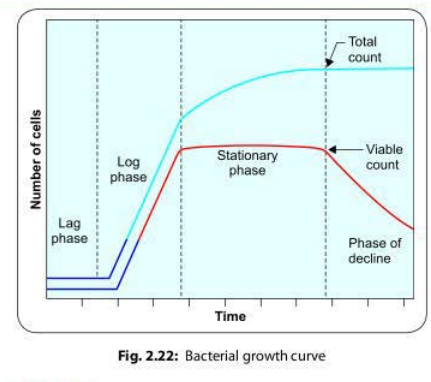 Total
count
Number of cells
Log
phase
Stationary
phase
Viable
count
Lag
phase
Phase of
decline
Time
Fig. 2.22: Bacterial growth curve